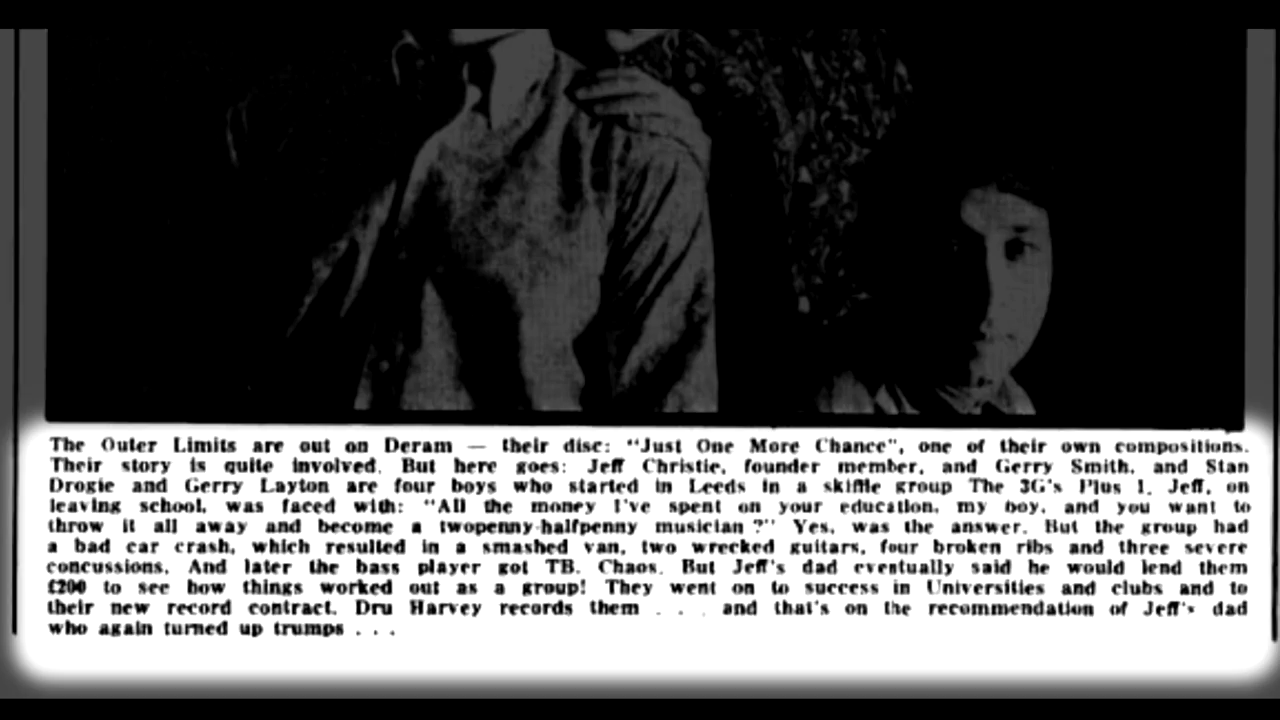 The Outer Limits are out on Deram — their disc: "Just One More Chance", one of their own compositions.
Their story is quite involved. But here goes: Jeff Christie, founder member, and Gerry Smith, and Stan
Drogie and Gerry Layton are four boys who started in Leeds in a skiffle group The 3G's Plus 1. Jeff, on
leaving school, was faced with: "All the money I've spent on your education, my boy, and you want to
throw it all away and become a twopenny-halfpenny musician?" Yes, was the answer. But the group had
a bad car crash, which resulted in a smashed van, two wrecked guitars, four broken ribs and three severe
concussions. And later the bass player got TB. Chaos. But Jeff's dad eventually said he would lend them
£200 to see how things worked out as a group! They went on to success in Universities and clubs and to
their new record contract. Dru Harvey records them . . . and that's on the recommendation of Jeff's dad
who again turned up trumps . . .